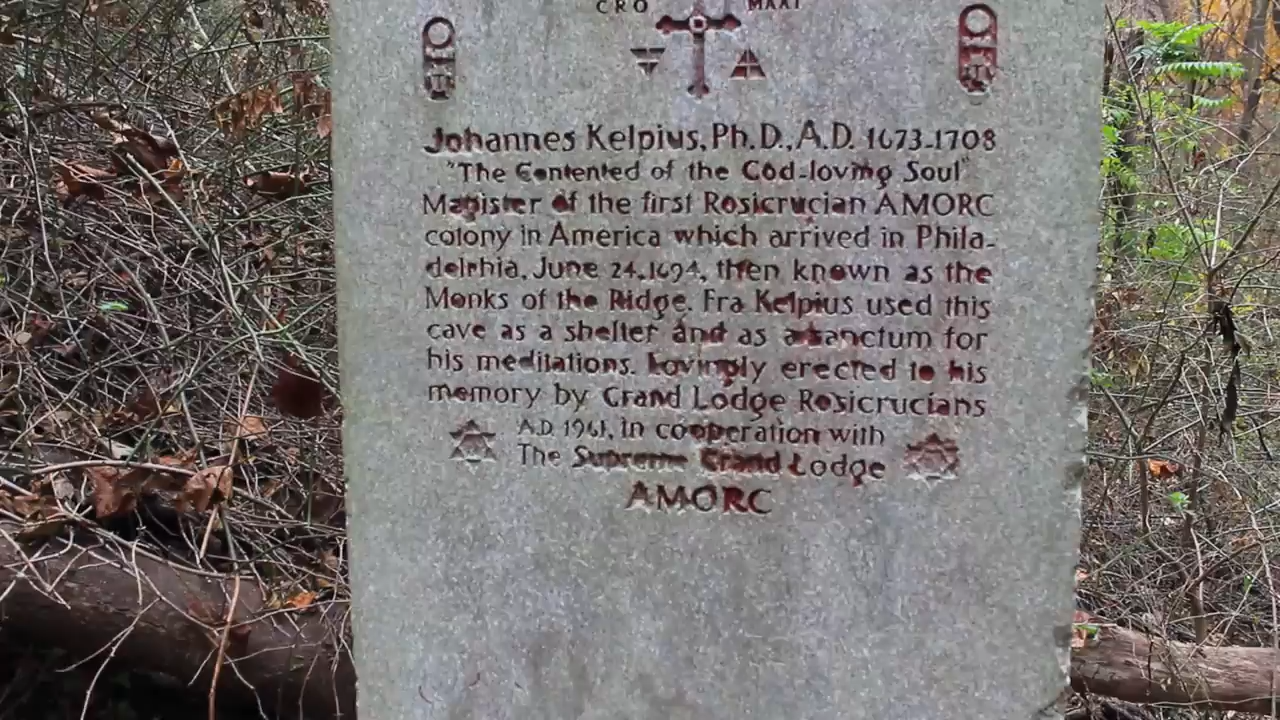 CRO MAAT
Johannes Kelpius, Ph.D., A.D. 1673-1708
"The Contented of the God-loving Soul"
Magister of the first Rosicrucian AMORC
colony in America which arrived in Phila-
delphia, June 24, 1694, then known as the
Monks of the Ridge. Fra Kelpius used this
cave as a shelter and as a sanctum for
his meditations. Lovingly erected to his
memory by Grand Lodge Rosicrucians
A.D. 1961, in cooperation with
The Supreme Grand Lodge
AMORC